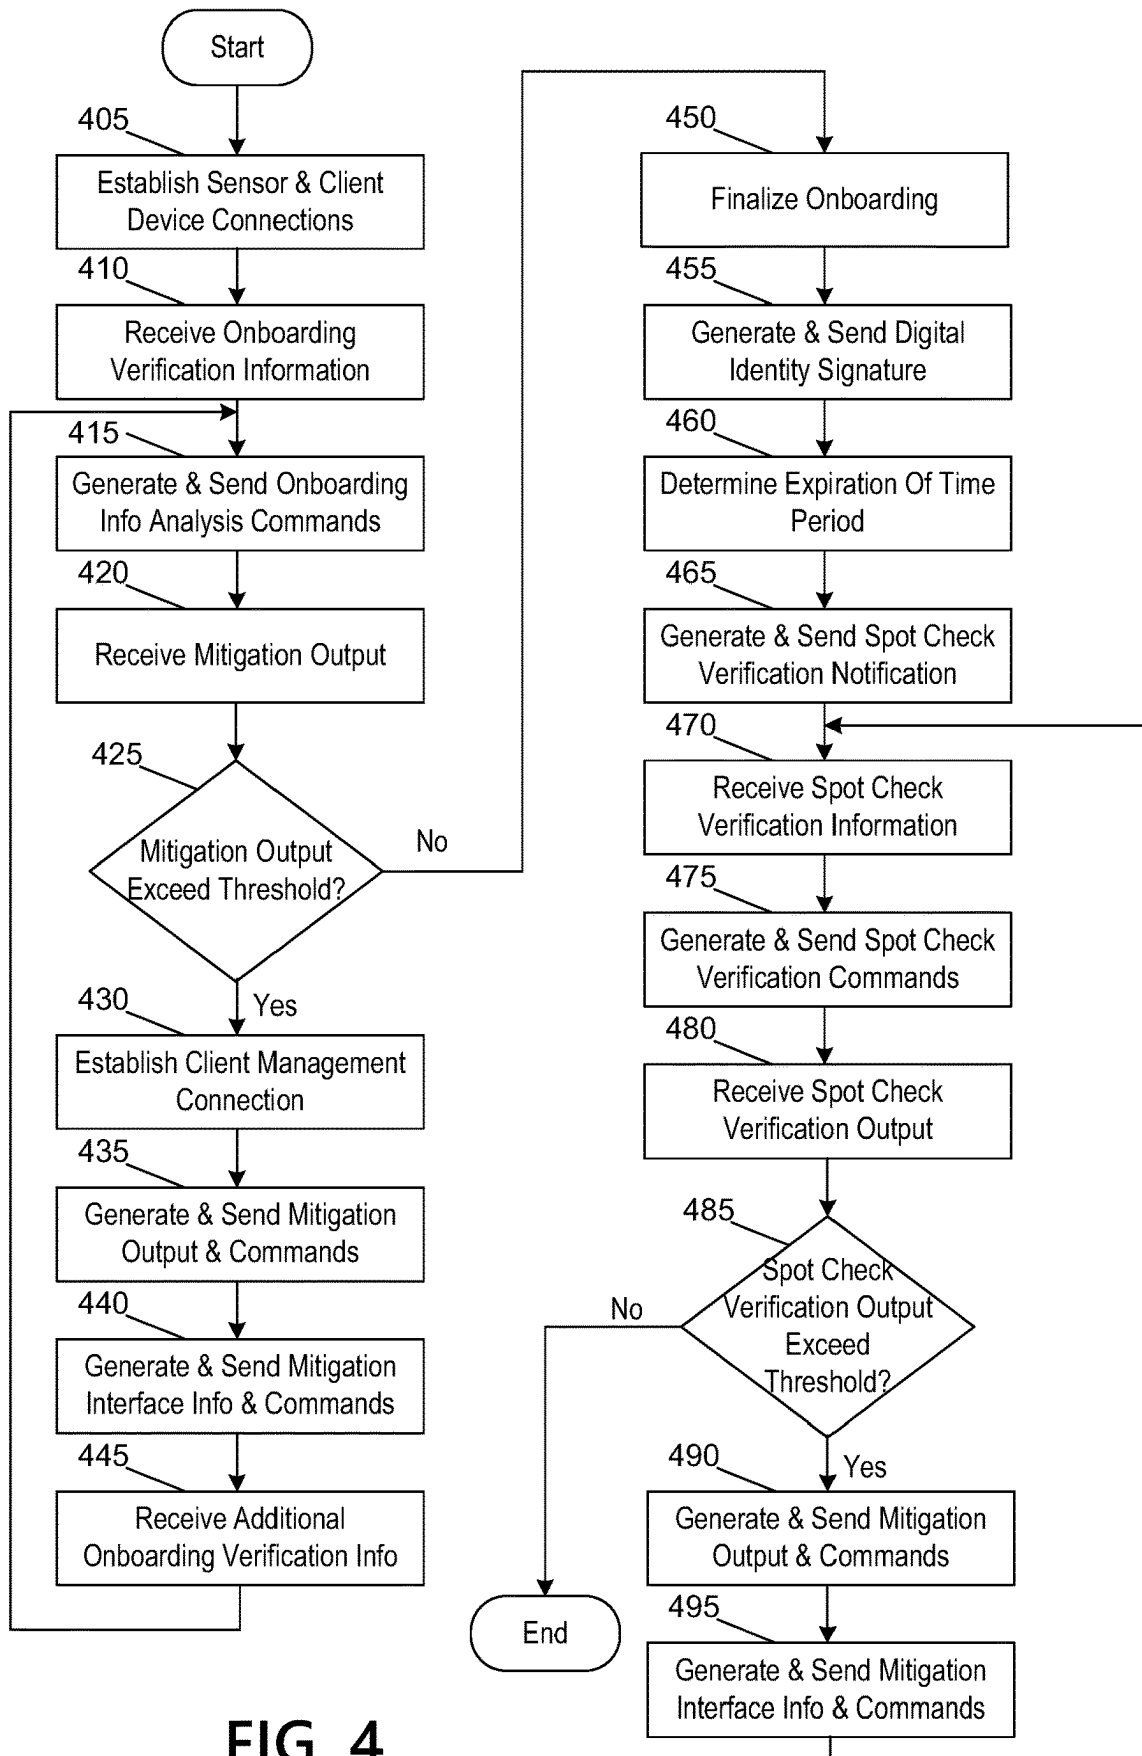 Start
405
Establish Sensor & Client
Device Connections
410
Receive Onboarding
Verification Information
415
Generate & Send Onboarding
Info Analysis Commands
420
Receive Mitigation Output
425
Mitigation Output
Exceed Threshold?
No
Yes
430
Establish Client Management
Connection
435
Generate & Send Mitigation
Output & Commands
440
Generate & Send Mitigation
Interface Info & Commands
445
Receive Additional
Onboarding Verification Info
450
Finalize Onboarding
455
Generate & Send Digital
Identity Signature
460
Determine Expiration Of Time
Period
465
Generate & Send Spot Check
Verification Notification
470
Receive Spot Check
Verification Information
475
Generate & Send Spot Check
Verification Commands
480
Receive Spot Check
Verification Output
485
Spot Check
Verification Output
Exceed
Threshold?
No
Yes
490
Generate & Send Mitigation
Output & Commands
495
Generate & Send Mitigation
Interface Info & Commands
End
FIG. 4